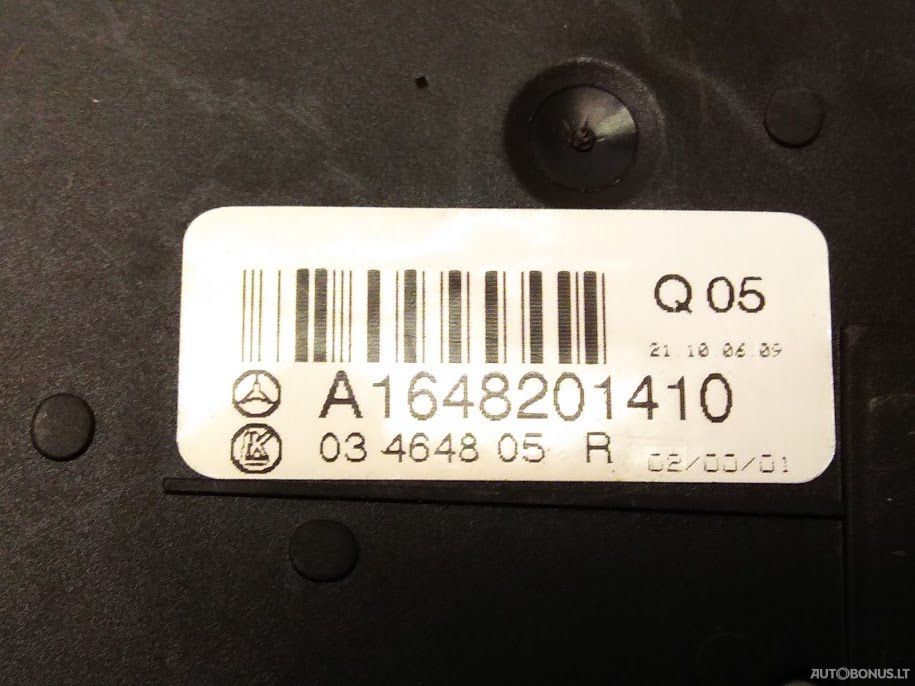 Q 05
21.10.06.09
A1648201410
K
03 4648 05 R 02/00/01
AUTOBONUS.LT